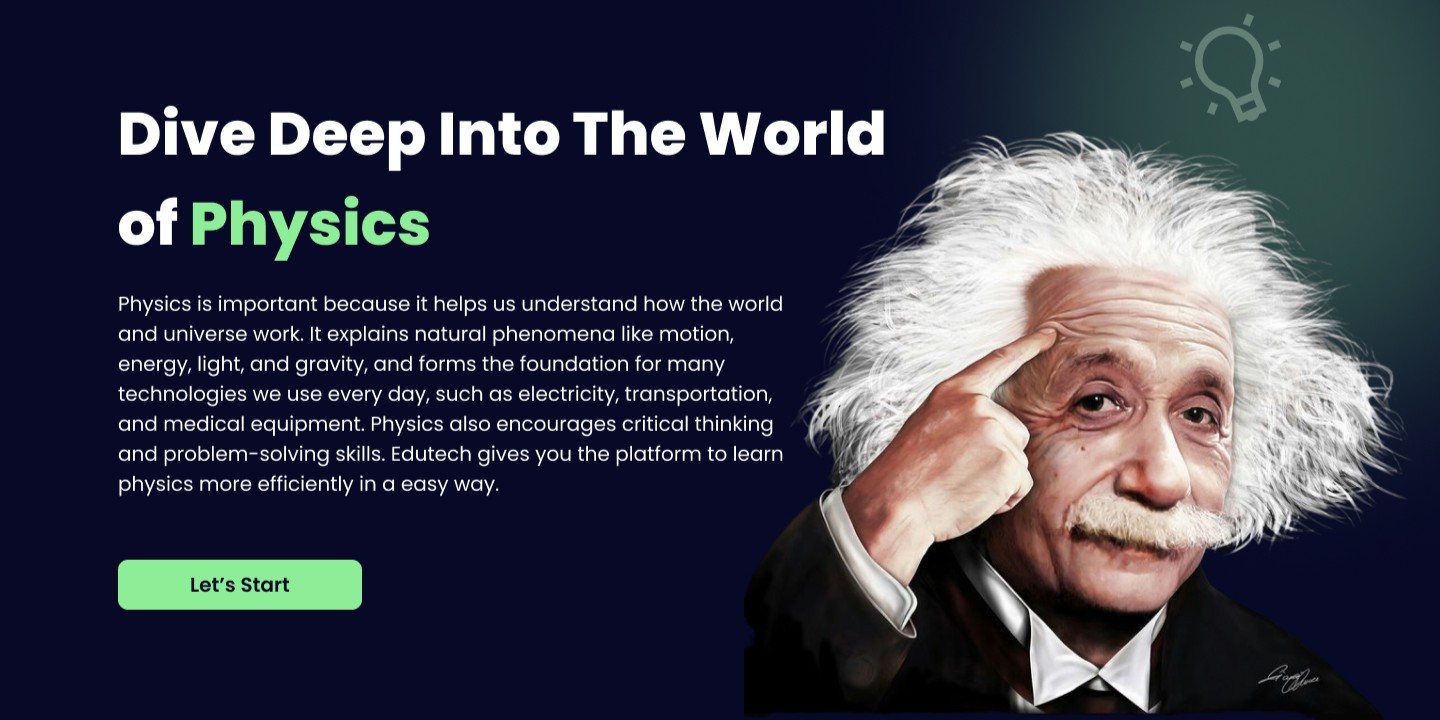 Dive Deep Into The World
of Physics
Physics is important because it helps us understand how the world
and universe work. It explains natural phenomena like motion,
energy, light, and gravity, and forms the foundation for many
technologies we use every day, such as electricity, transportation,
and medical equipment. Physics also encourages critical thinking
and problem-solving skills. Edutech gives you the platform to learn
physics more efficiently in a easy way.
Let’s Start